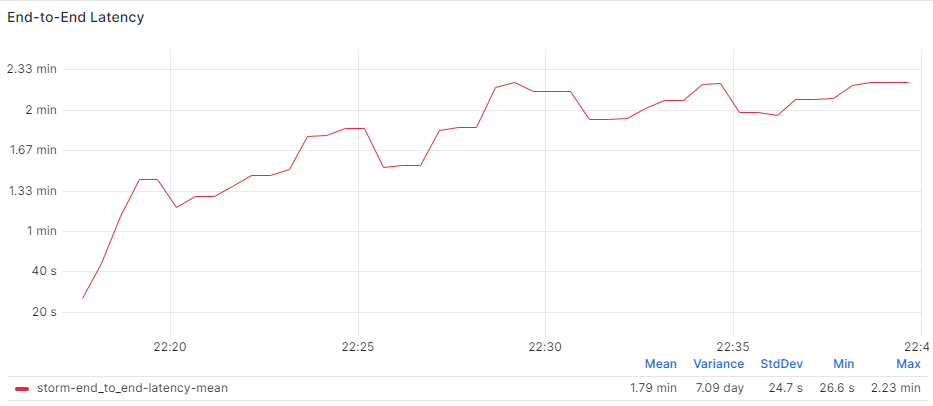 End-to-End Latency
2.33 min
2 min
1.67 min
1.33 min
1 min
40 s
20 s
22:20 22:25 22:30 22:35 22:4
Mean Variance StdDev Min Max
storm-end_to_end-latency-mean 1.79 min 7.09 day 24.7 s 26.6 s 2.23 min